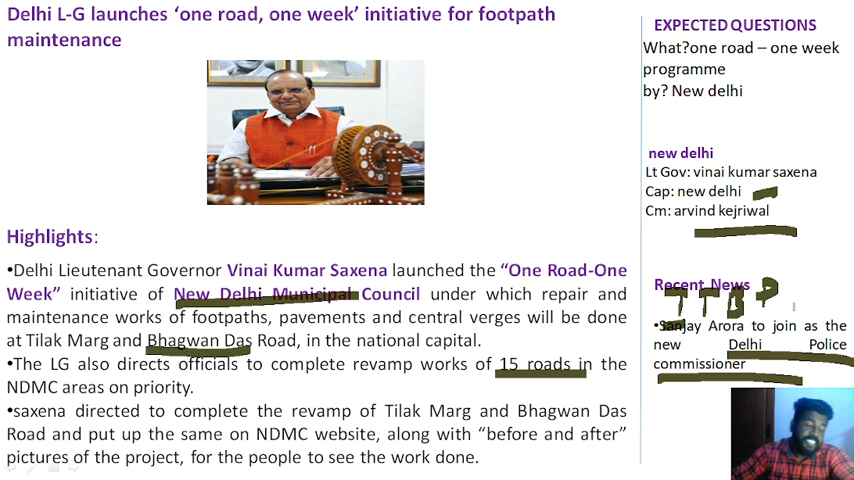 Delhi L-G launches ‘one road, one week’ initiative for footpath
maintenance
Highlights:
•Delhi Lieutenant Governor Vinai Kumar Saxena launched the “One Road-One
Week” initiative of New Delhi Municipal Council under which repair and
maintenance works of footpaths, pavements and central verges will be done
at Tilak Marg and Bhagwan Das Road, in the national capital.
•The LG also directs officials to complete revamp works of 15 roads in the
NDMC areas on priority.
•saxena directed to complete the revamp of Tilak Marg and Bhagwan Das
Road and put up the same on NDMC website, along with “before and after”
pictures of the project, for the people to see the work done.
EXPECTED QUESTIONS
What?one road – one week
programme
by? New delhi
new delhi
Lt Gov: vinai kumar saxena
Cap: new delhi
Cm: arvind kejriwal
Recent News
ITBP
•Sanjay Arora to join as the
new Delhi Police
commissioner